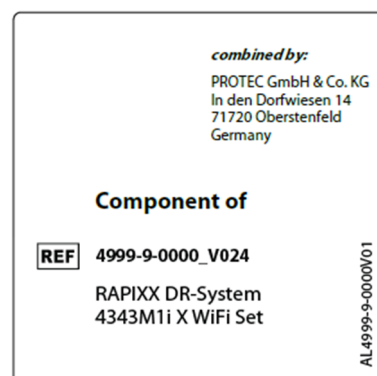 combined by:
PROTEC GmbH & Co. KG
In den Dorfwiesen 14
71720 Oberstenfeld
Germany
Component of
REF 4999-9-0000_V024
RAPIXX DR-System
4343M1i X WiFi Set
AL4999-9-0000V01